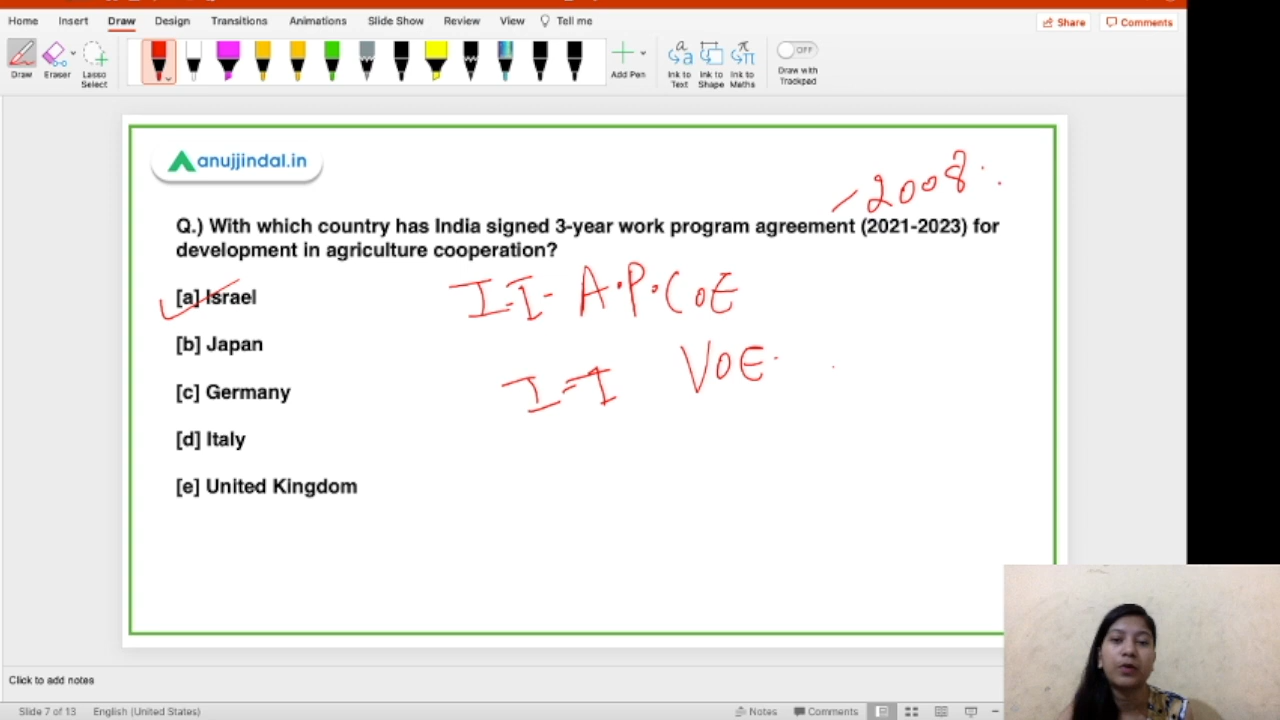 Home Insert Draw Design Transitions Animations Slide Show Review View Tell me
Share Comments
Draw Eraser Lasso Select Add Pen Ink to Text Ink to Shape Ink to Maths OFF Draw with Trackpad
anujjindal.in
-2008.
Q.) With which country has India signed 3-year work program agreement (2021-2023) for
development in agriculture cooperation?
[a] Israel
I-I- A.P.CoE
[b] Japan
I-I VOE.
[c] Germany
[d] Italy
[e] United Kingdom
Click to add notes
Slide 7 of 13 English (United States) Notes Comments